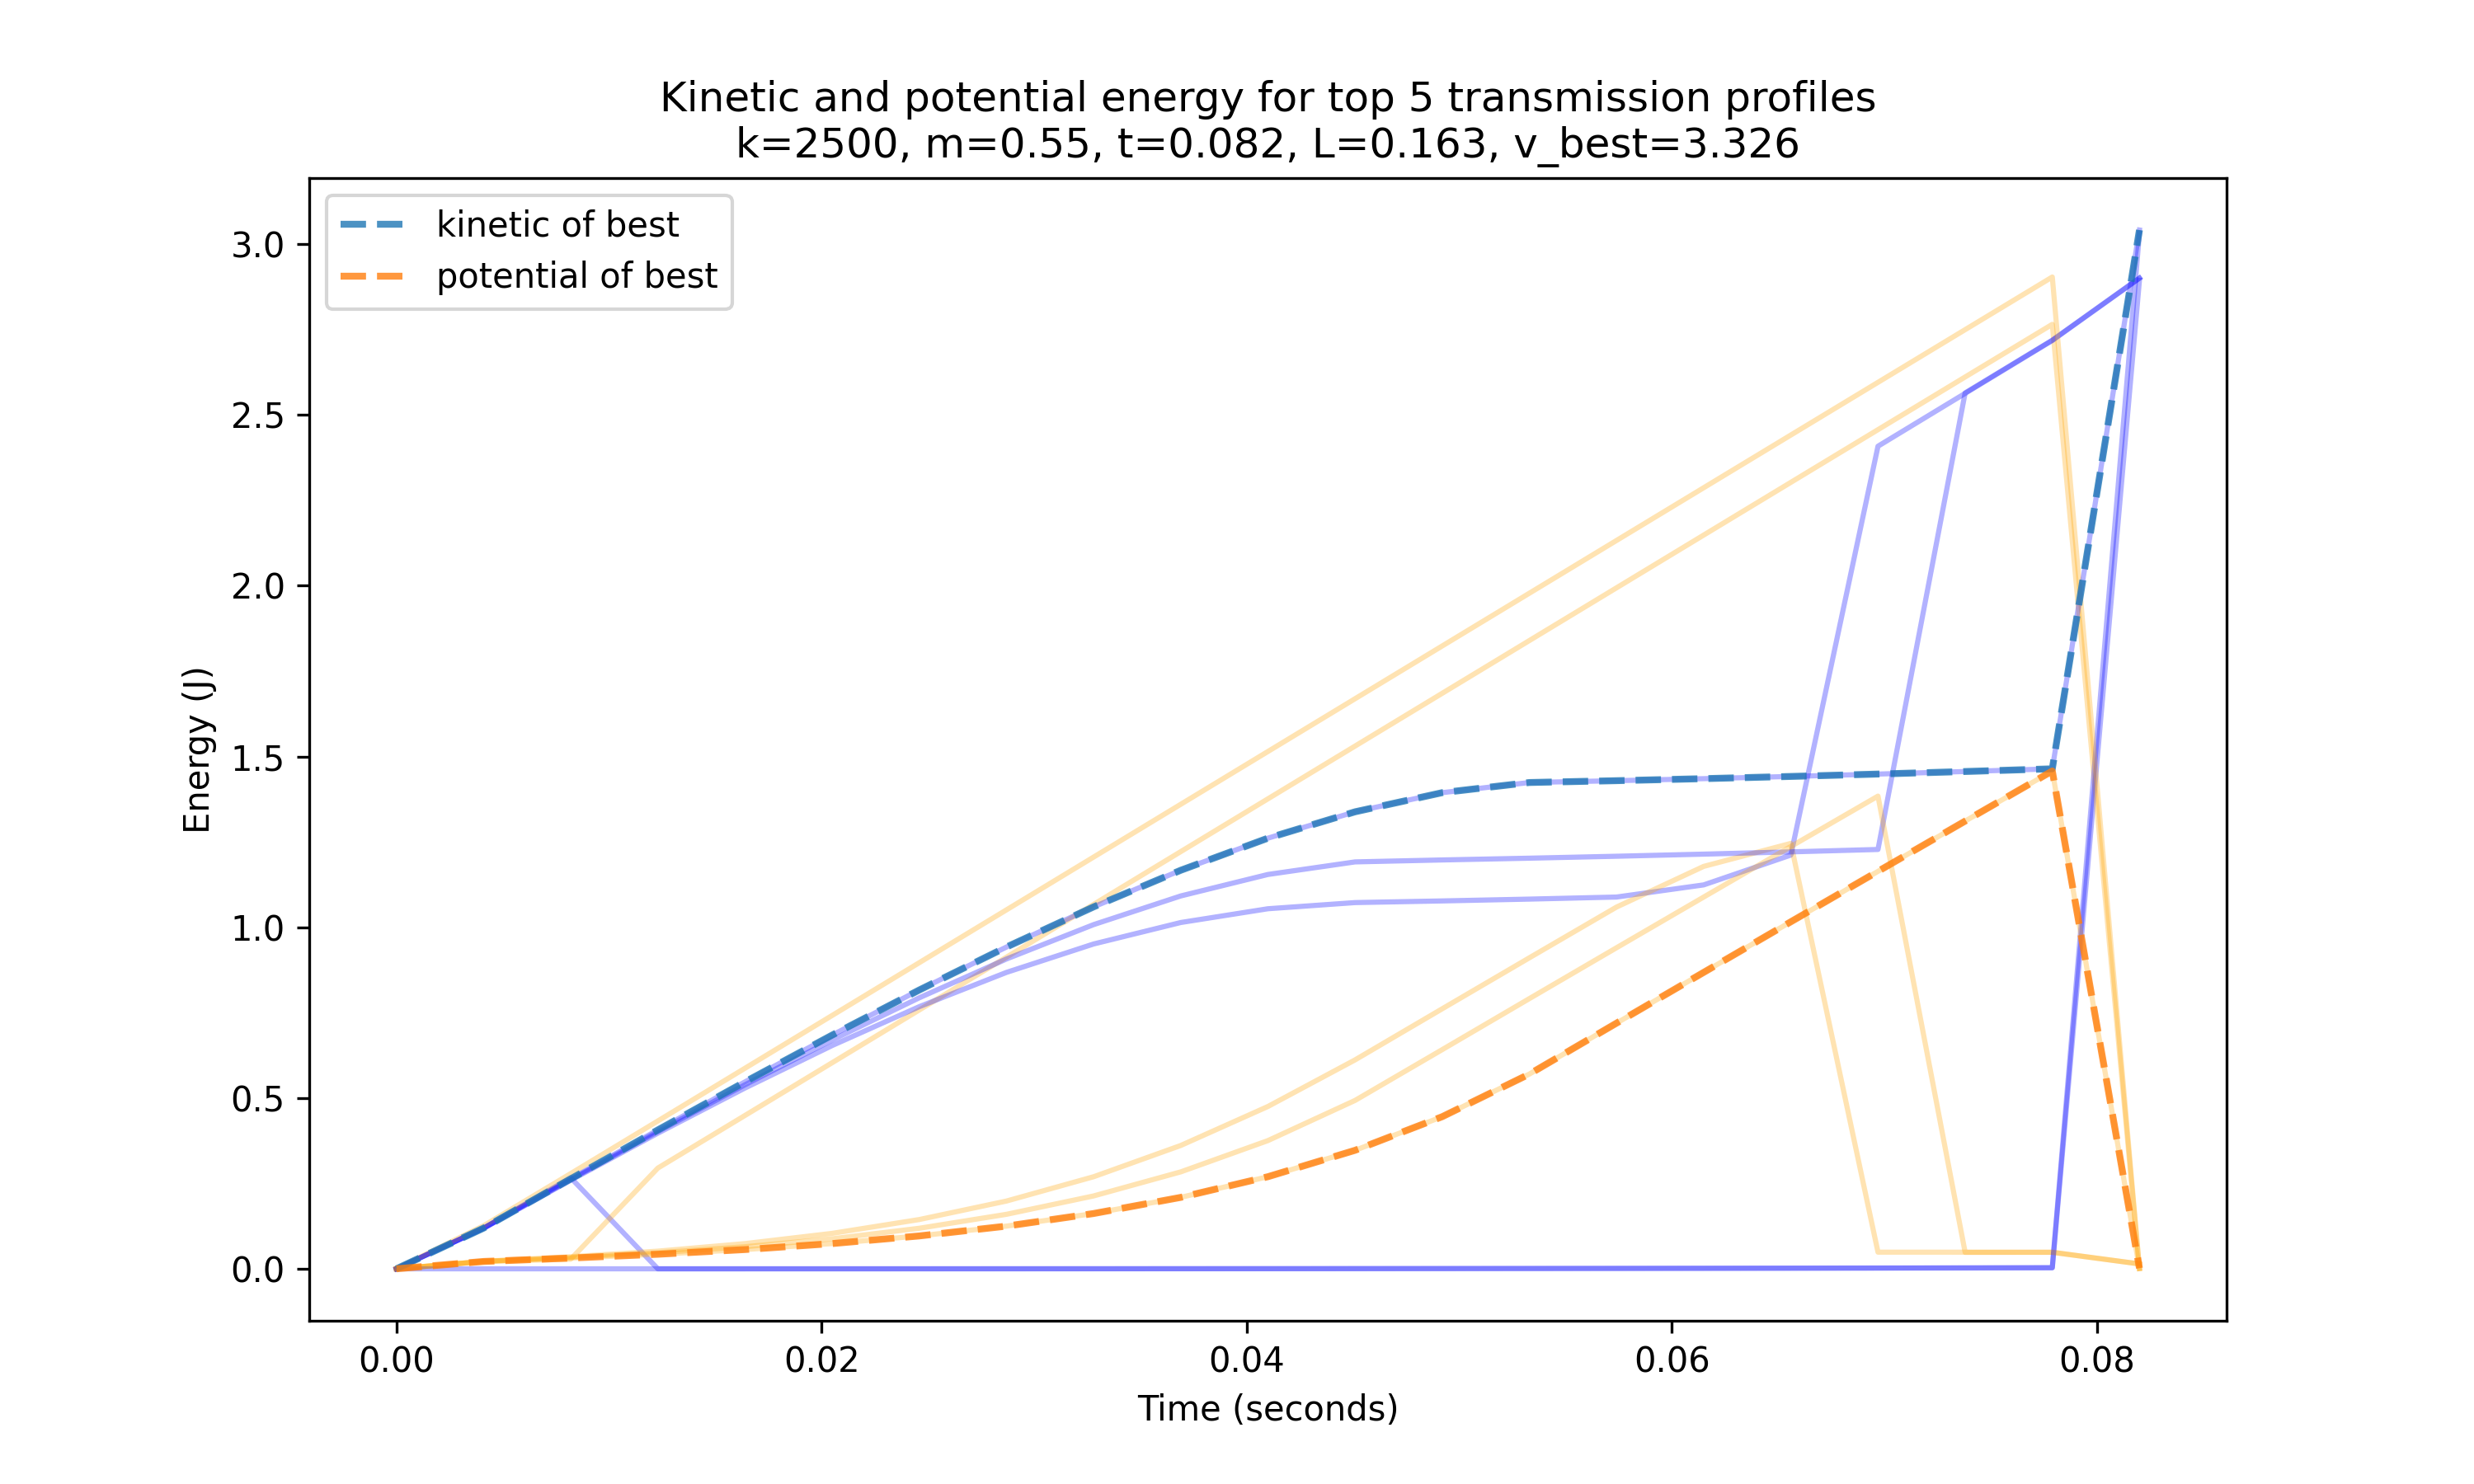 Kinetic and potential energy for top 5 transmission profiles
k=2500, m=0.55, t=0.082, L=0.163, v_best=3.326
kinetic of best
potential of best
3.0
2.5
2.0
1.5
1.0
0.5
0.0
Energy (J)
0.00 0.02 0.04 0.06 0.08
Time (seconds)